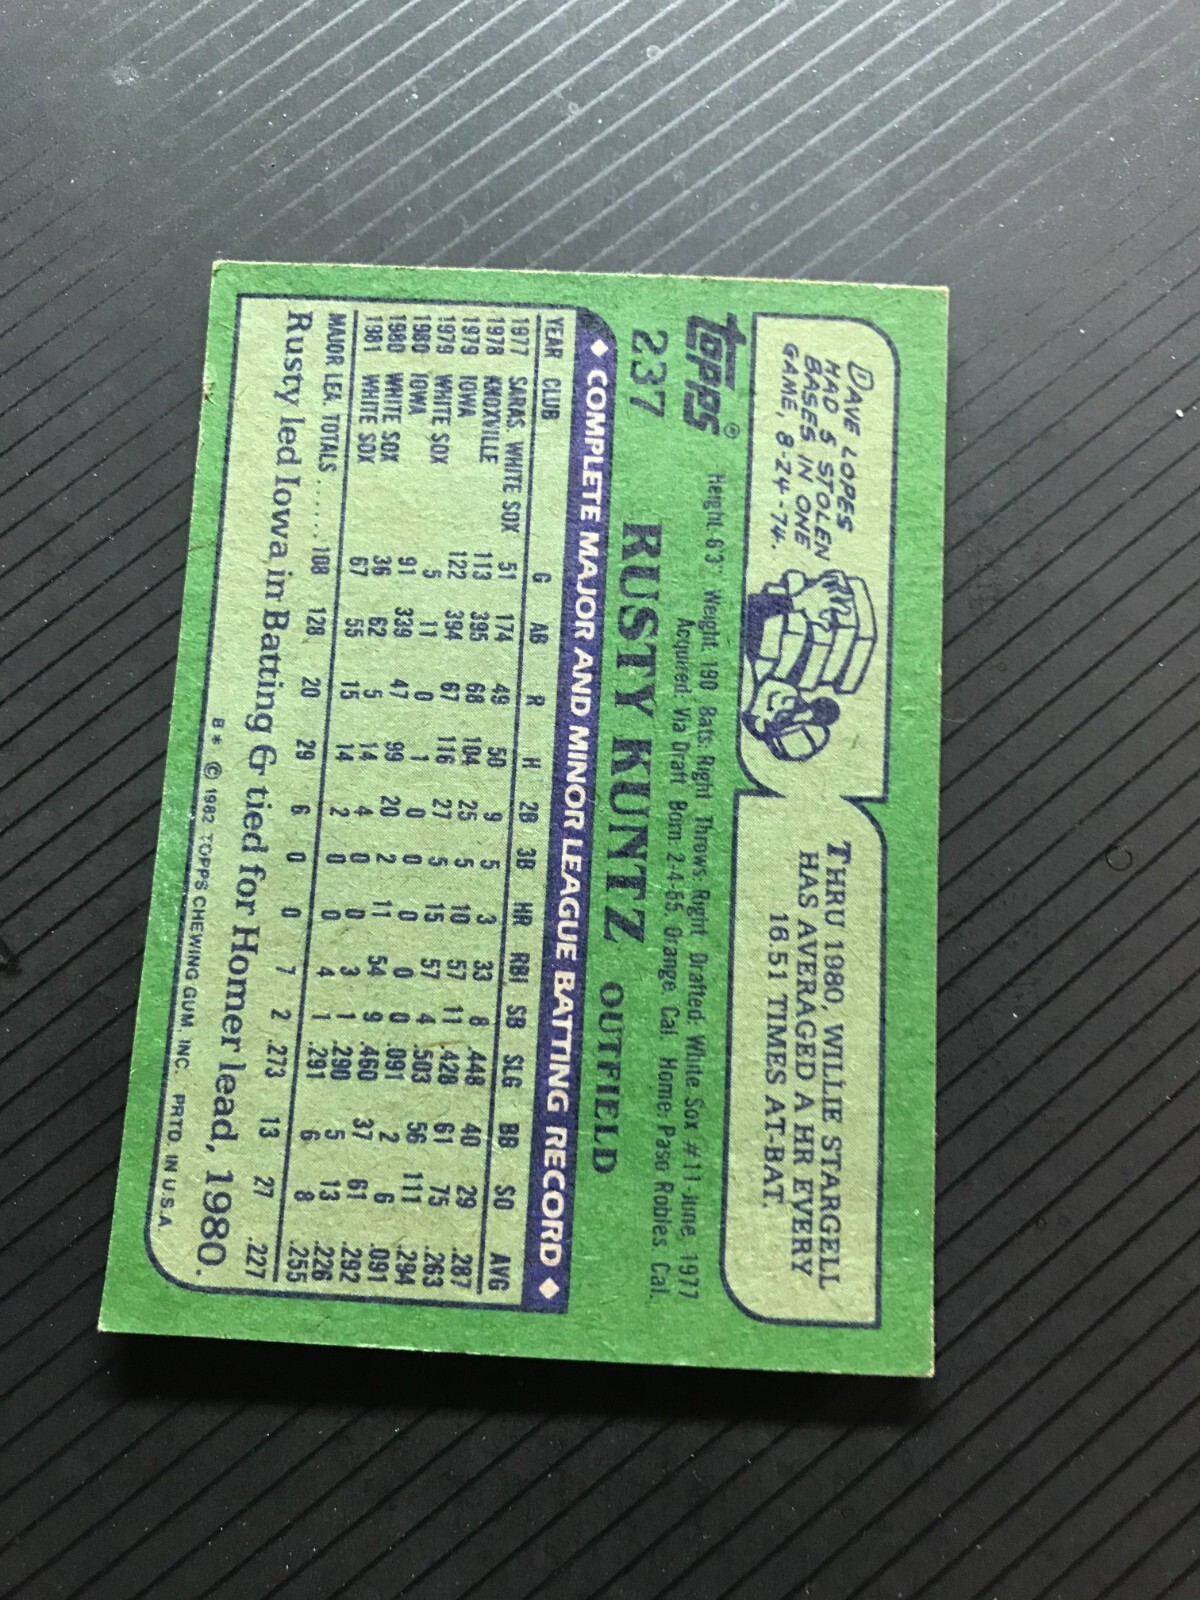 DAVE LOPES
HAD 5 STOLEN
BASES IN ONE
GAME, 8-24-74.
THRU 1980, WILLIE STARGELL
HAS AVERAGED A HR EVERY
16.51 TIMES AT-BAT.
TOPPS®
237
Height: 6'3" Weight: 190 Bats: Right Throws: Right Drafted: White Sox #11-June, 1977
Acquired: Via Draft Born: 2-4-55, Orange, Cal. Home: Paso Robles, Cal.
RUSTY KUNTZ OUTFIELD
◆ COMPLETE MAJOR AND MINOR LEAGUE BATTING RECORD ◆
YEAR CLUB G AB R H 2B 3B HR RBI SB SLG BB SO AVG
1977 SARAS. WHITE SOX 51 174 49 50 9 5 3 33 8 .448 40 29 .287
1978 KNOXVILLE 113 395 68 104 25 5 10 57 11 .428 61 75 .263
1979 IOWA 122 394 67 116 27 5 15 57 4 .503 56 111 .294
1979 WHITE SOX 5 11 0 1 0 0 0 0 0 .091 2 6 .091
1980 IOWA 91 339 47 99 20 2 11 54 9 .460 37 61 .292
1980 WHITE SOX 36 62 5 14 4 0 0 3 1 .290 5 13 .226
1981 WHITE SOX 67 55 15 14 2 0 0 4 1 .291 6 8 .255
MAJOR LEA. TOTALS...... 108 128 20 29 6 0 0 7 2 .273 13 27 .227
Rusty led Iowa in Batting & tied for Homer lead, 1980.
B* © 1982 TOPPS CHEWING GUM, INC. PRTD. IN U.S.A.